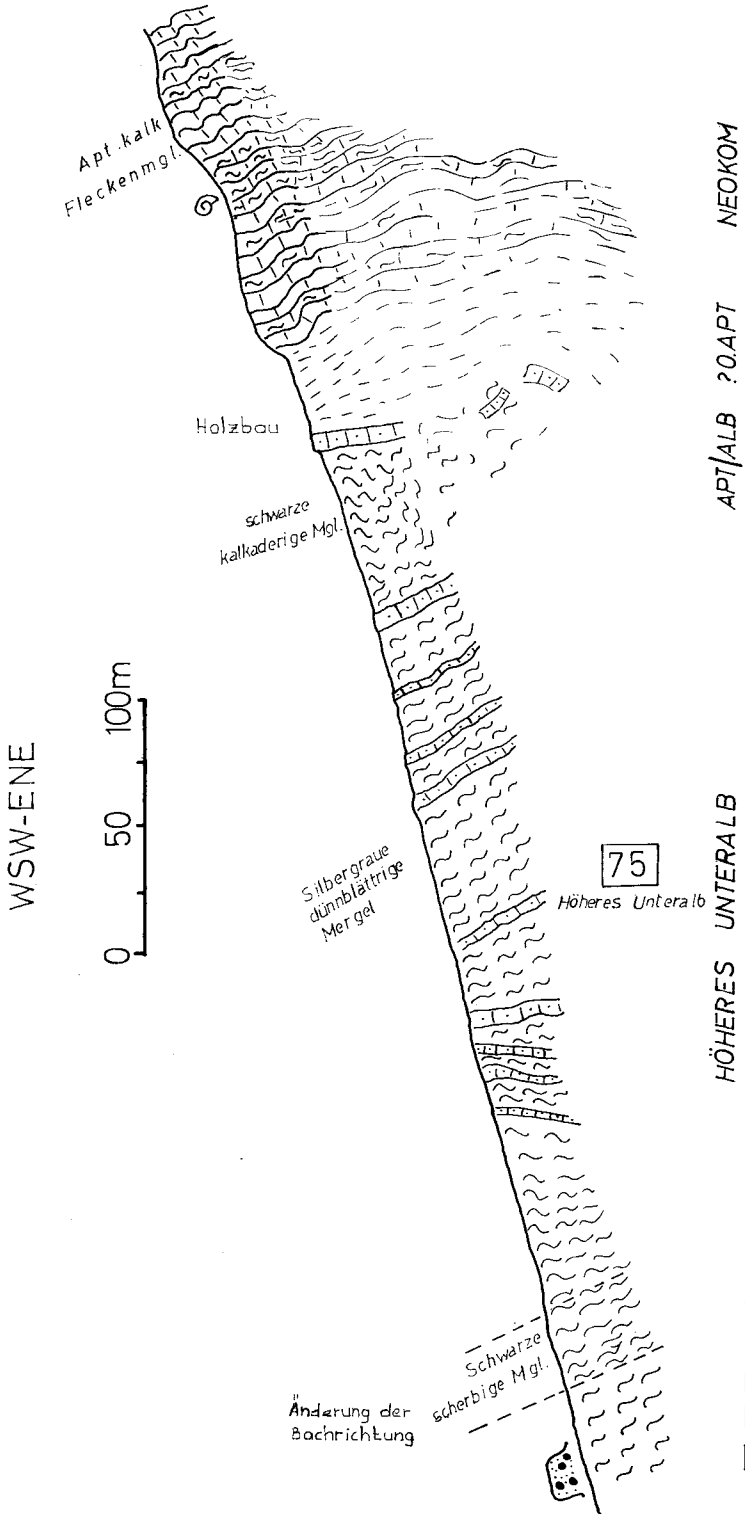 Apt.kalk
Fleckenmgl.
NEOKOM
APT/ALB ?O.APT
Holzbau
schwarze
kalkaderige Mgl.
WSW-ENE
100m
50
0
Silbergraue
dünnblättrige
Mergel
75
Höheres Unteralb
HÖHERES UNTERALB
Schwarze
scherbige Mgl.
Änderung der
Bachrichtung